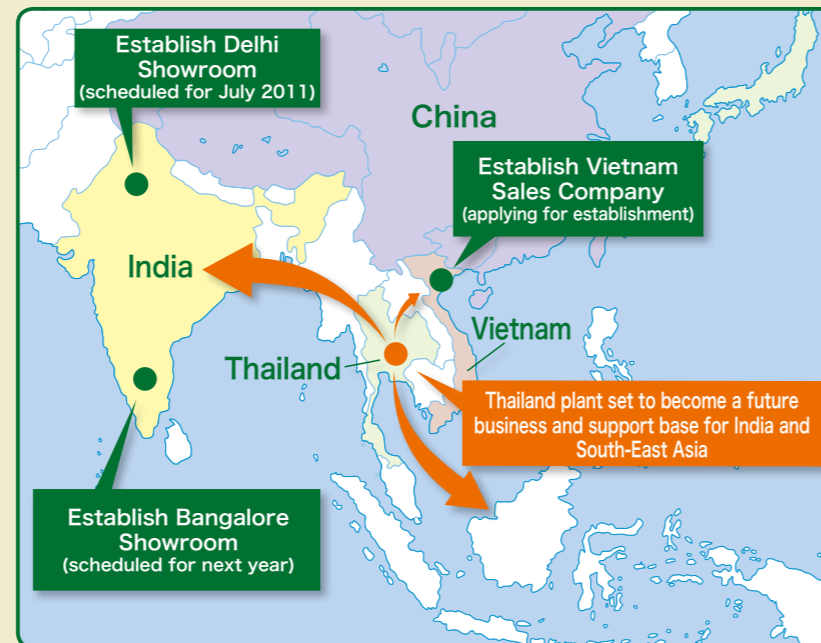 Establish Delhi
Showroom
(scheduled for July 2011)
China
Establish Vietnam
Sales Company
(applying for establishment)
India
Vietnam
Thailand
Thailand plant set to become a future
business and support base for India and
South-East Asia
Establish Bangalore
Showroom
(scheduled for next year)